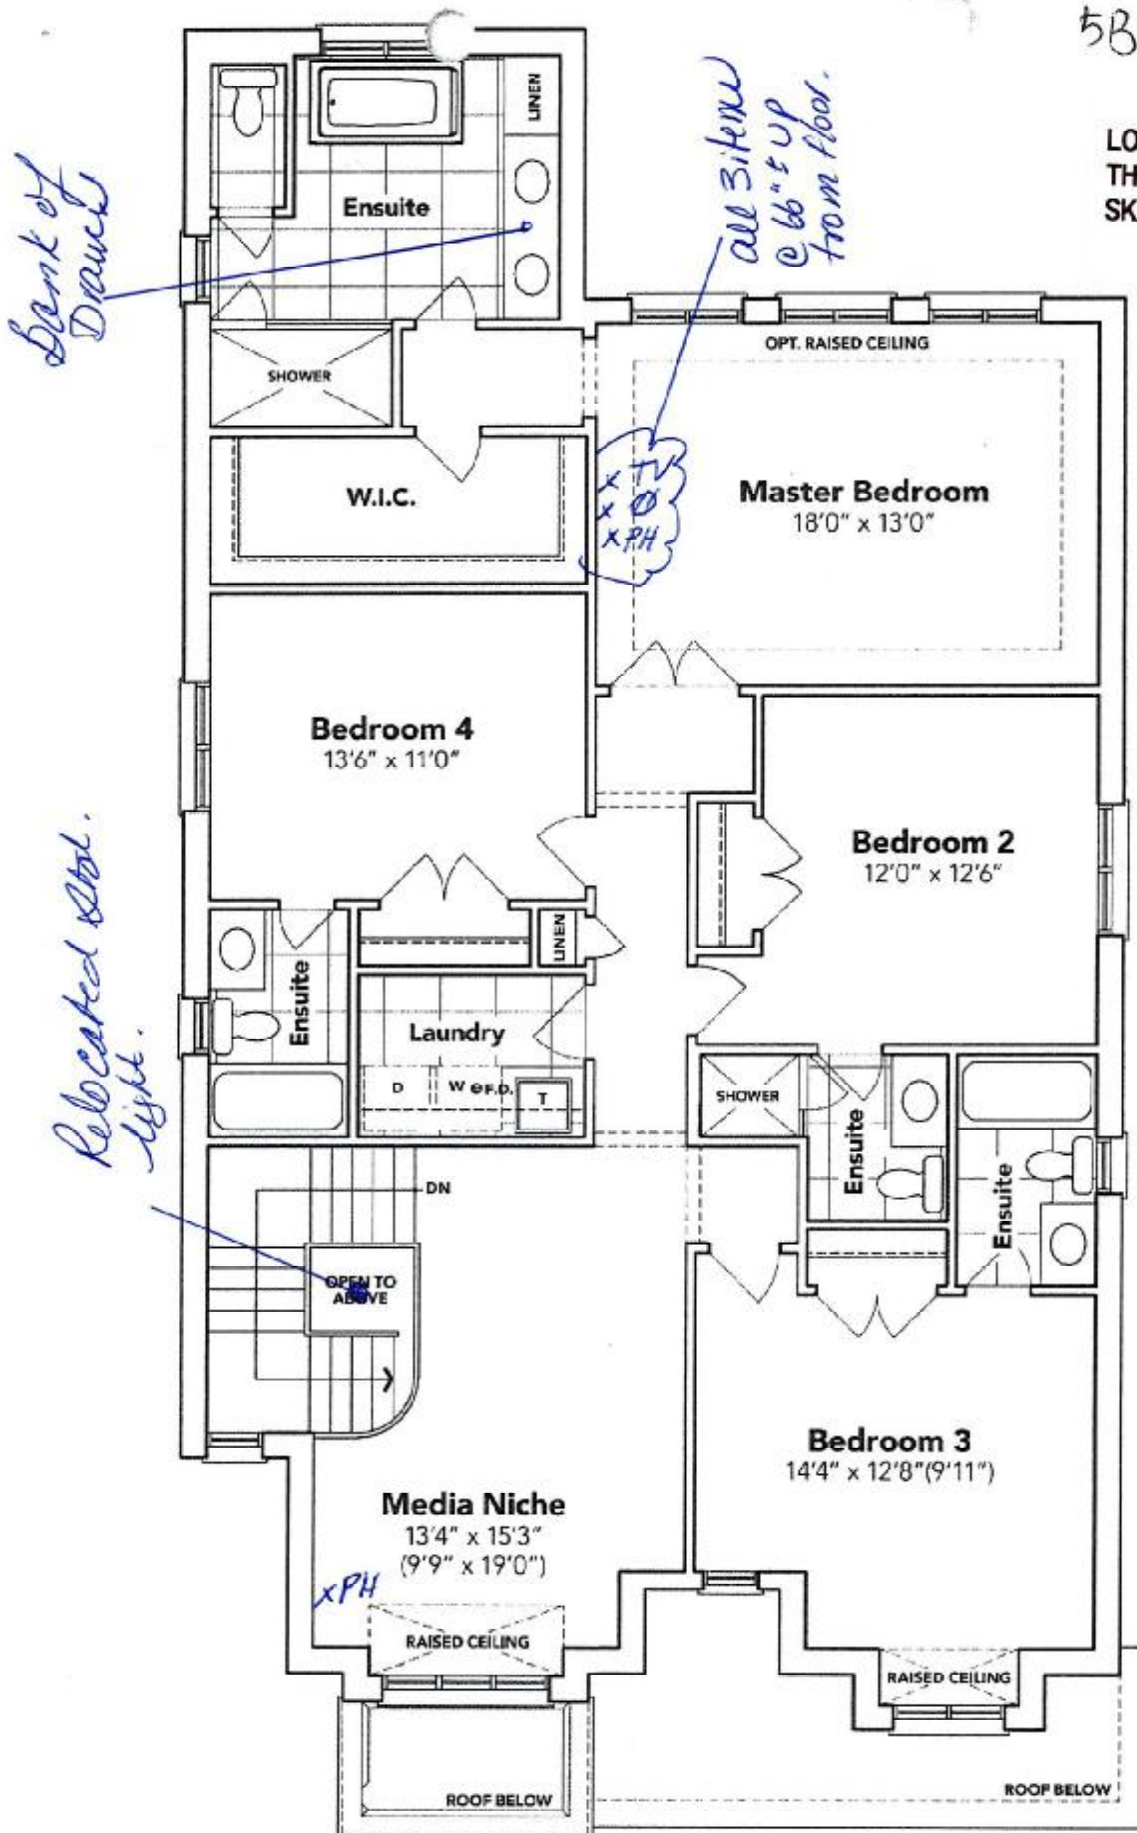 5B
LO
TH
SK
LINEN
Ensuite
Bank of
Drawers
all 3 items
@ 66" ± UP
from floor.
OPT. RAISED CEILING
SHOWER
W.I.C.
x TV
x
x PH
Master Bedroom
18'0" x 13'0"
Bedroom 4
13'6" x 11'0"
Bedroom 2
12'0" x 12'6"
Relocated std.
light.
LINEN
Ensuite
Laundry
D
W
F.D.
T
SHOWER
Ensuite
Ensuite
DN
OPEN TO
ABOVE
Bedroom 3
14'4" x 12'8"(9'11")
Media Niche
13'4" x 15'3"
(9'9" x 19'0")
xPH
RAISED CEILING
RAISED CEILING
ROOF BELOW
ROOF BELOW